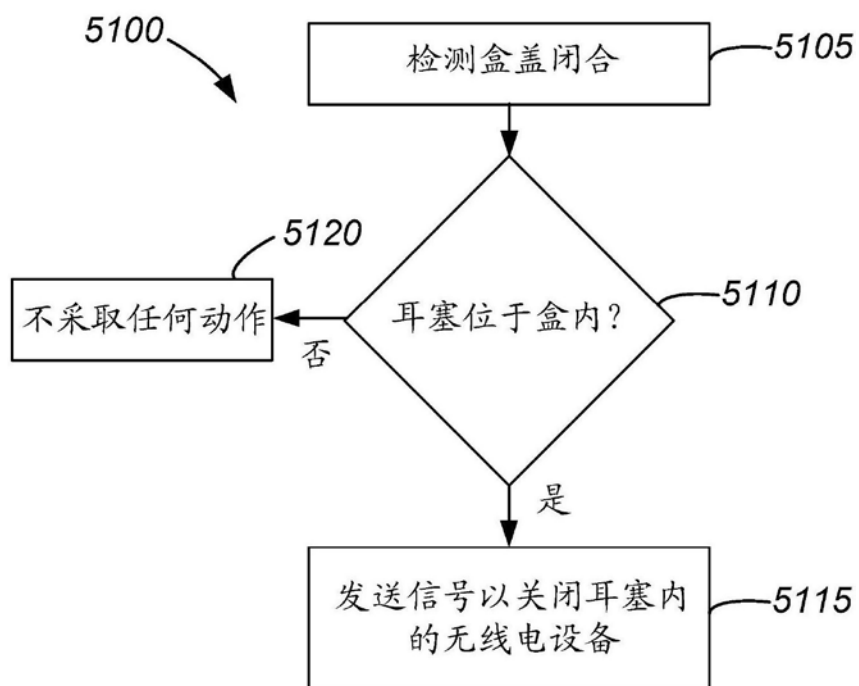 5100
检测盒盖闭合
5105
5120
不采取任何动作
否
耳塞位于盒内?
5110
是
发送信号以关闭耳塞内
的无线电设备
5115